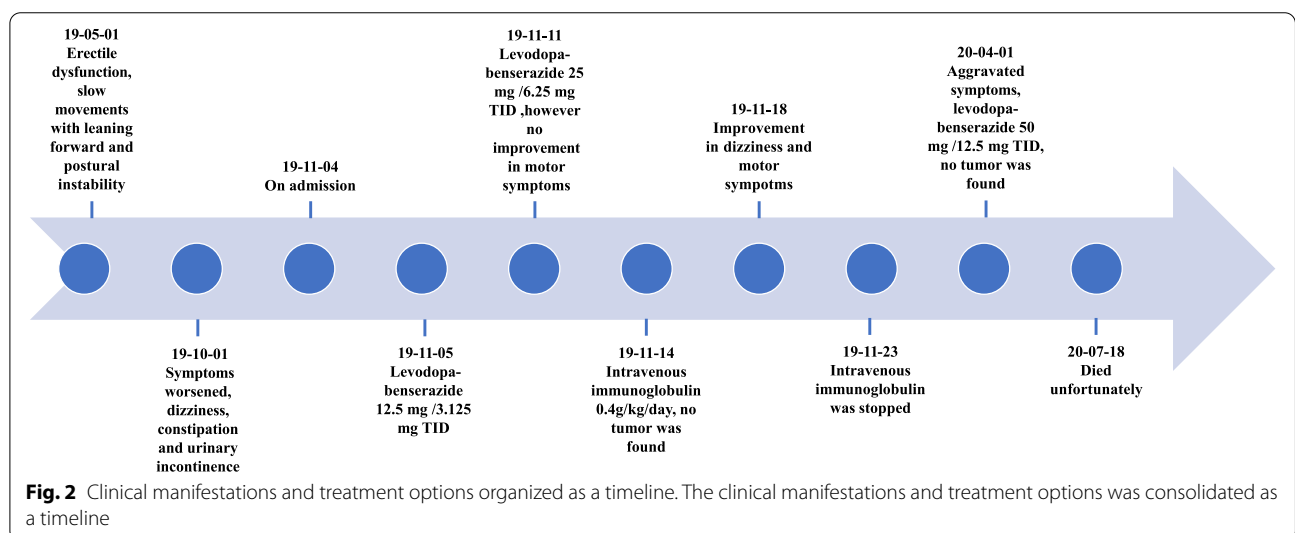 19-05-01
Erectile
dysfunction,
slow
movements
with leaning
forward and
postural
instability
19-10-01
Symptoms
worsened,
dizziness,
constipation
and urinary
incontinence
19-11-04
On admission
19-11-05
Levodopa-
benserazide
12.5 mg /3.125
mg TID
19-11-11
Levodopa-
benserazide 25
mg /6.25 mg
TID ,however
no
improvement
in motor
symptoms
19-11-14
Intravenous
immunoglobulin
0.4g/kg/day, no
tumor was
found
19-11-18
Improvement
in dizziness and
motor
sympotms
19-11-23
Intravenous
immunoglobulin
was stopped
20-04-01
Aggravated
symptoms,
levodopa-
benserazide 50
mg /12.5 mg TID,
no tumor was
found
20-07-18
Died
unfortunately
Fig. 2 Clinical manifestations and treatment options organized as a timeline. The clinical manifestations and treatment options was consolidated as
a timeline